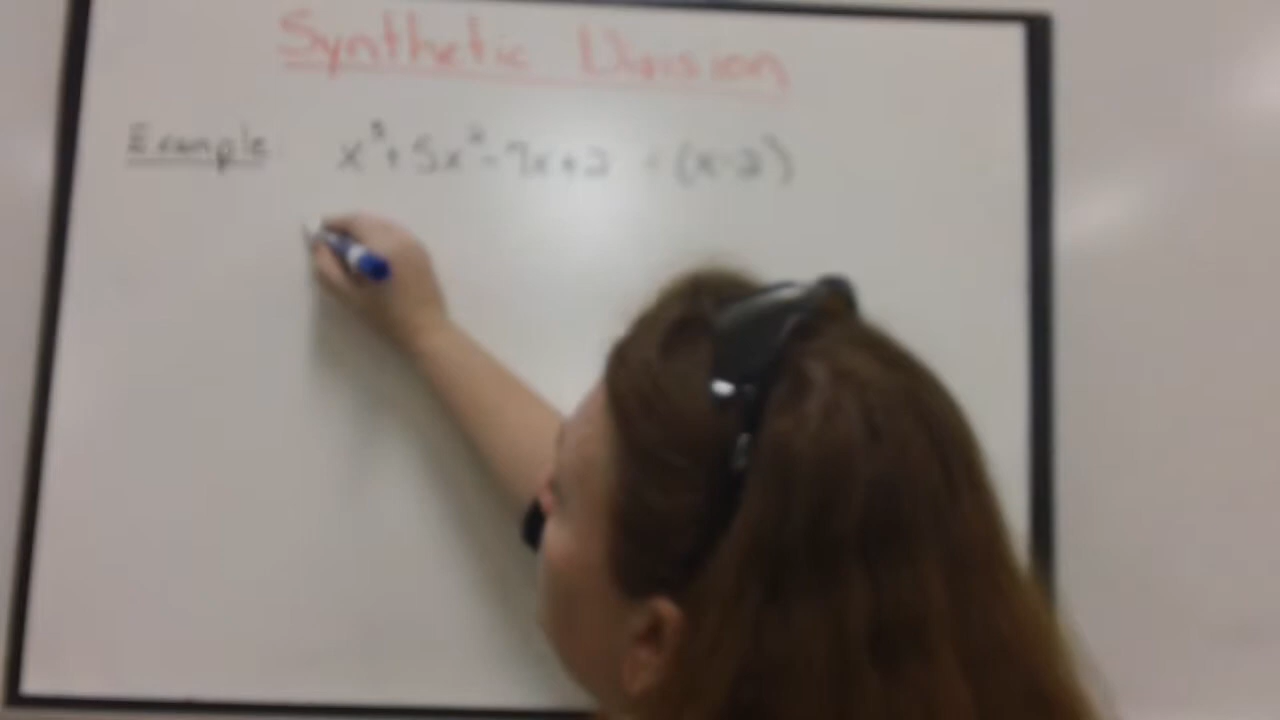 Synthetic Division
Example: x³+5x²-7x+2 ÷ (x-2)